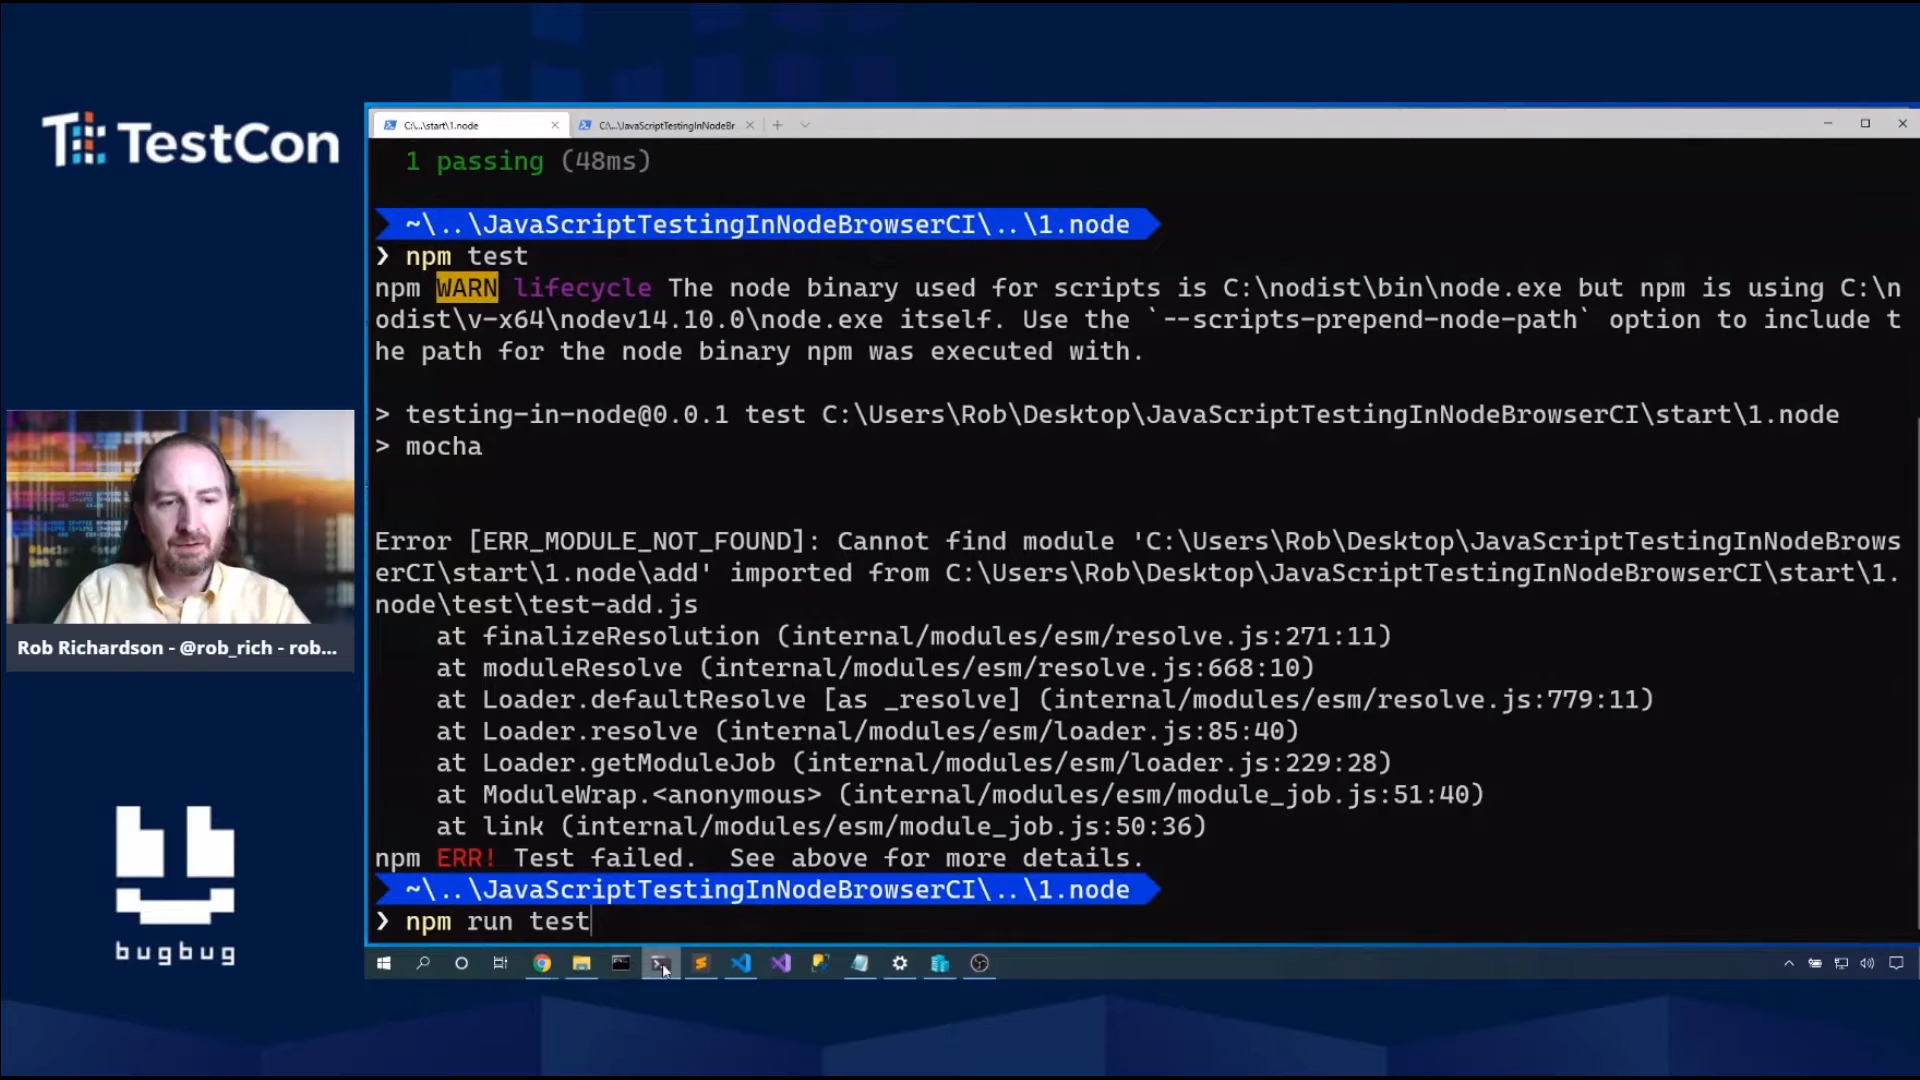 TestCon
C:\...\start\1.node
C:\...\JavaScriptTestingInNodeBr
1 passing (48ms)
~\..\JavaScriptTestingInNodeBrowserCI\..\1.node
❯ npm test
npm WARN lifecycle The node binary used for scripts is C:\nodist\bin\node.exe but npm is using C:\n
odist\v-x64\nodev14.10.0\node.exe itself. Use the `--scripts-prepend-node-path` option to include t
he path for the node binary npm was executed with.
> testing-in-node@0.0.1 test C:\Users\Rob\Desktop\JavaScriptTestingInNodeBrowserCI\start\1.node
> mocha
Error [ERR_MODULE_NOT_FOUND]: Cannot find module 'C:\Users\Rob\Desktop\JavaScriptTestingInNodeBrows
erCI\start\1.node\add' imported from C:\Users\Rob\Desktop\JavaScriptTestingInNodeBrowserCI\start\1.
node\test\test-add.js
at finalizeResolution (internal/modules/esm/resolve.js:271:11)
at moduleResolve (internal/modules/esm/resolve.js:668:10)
at Loader.defaultResolve [as _resolve] (internal/modules/esm/resolve.js:779:11)
at Loader.resolve (internal/modules/esm/loader.js:85:40)
at Loader.getModuleJob (internal/modules/esm/loader.js:229:28)
at ModuleWrap.<anonymous> (internal/modules/esm/module_job.js:51:40)
at link (internal/modules/esm/module_job.js:50:36)
npm ERR! Test failed.  See above for more details.
~\..\JavaScriptTestingInNodeBrowserCI\..\1.node
❯ npm run test
Rob Richardson - @rob_rich - rob...
bugbug